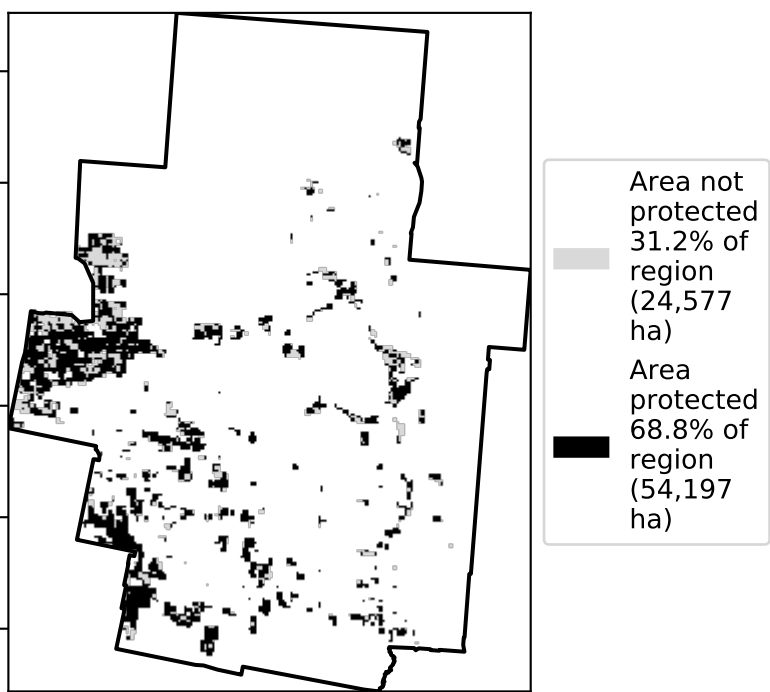 Area not
protected
31.2% of
region
(24,577
ha)
Area
protected
68.8% of
region
(54,197
ha)